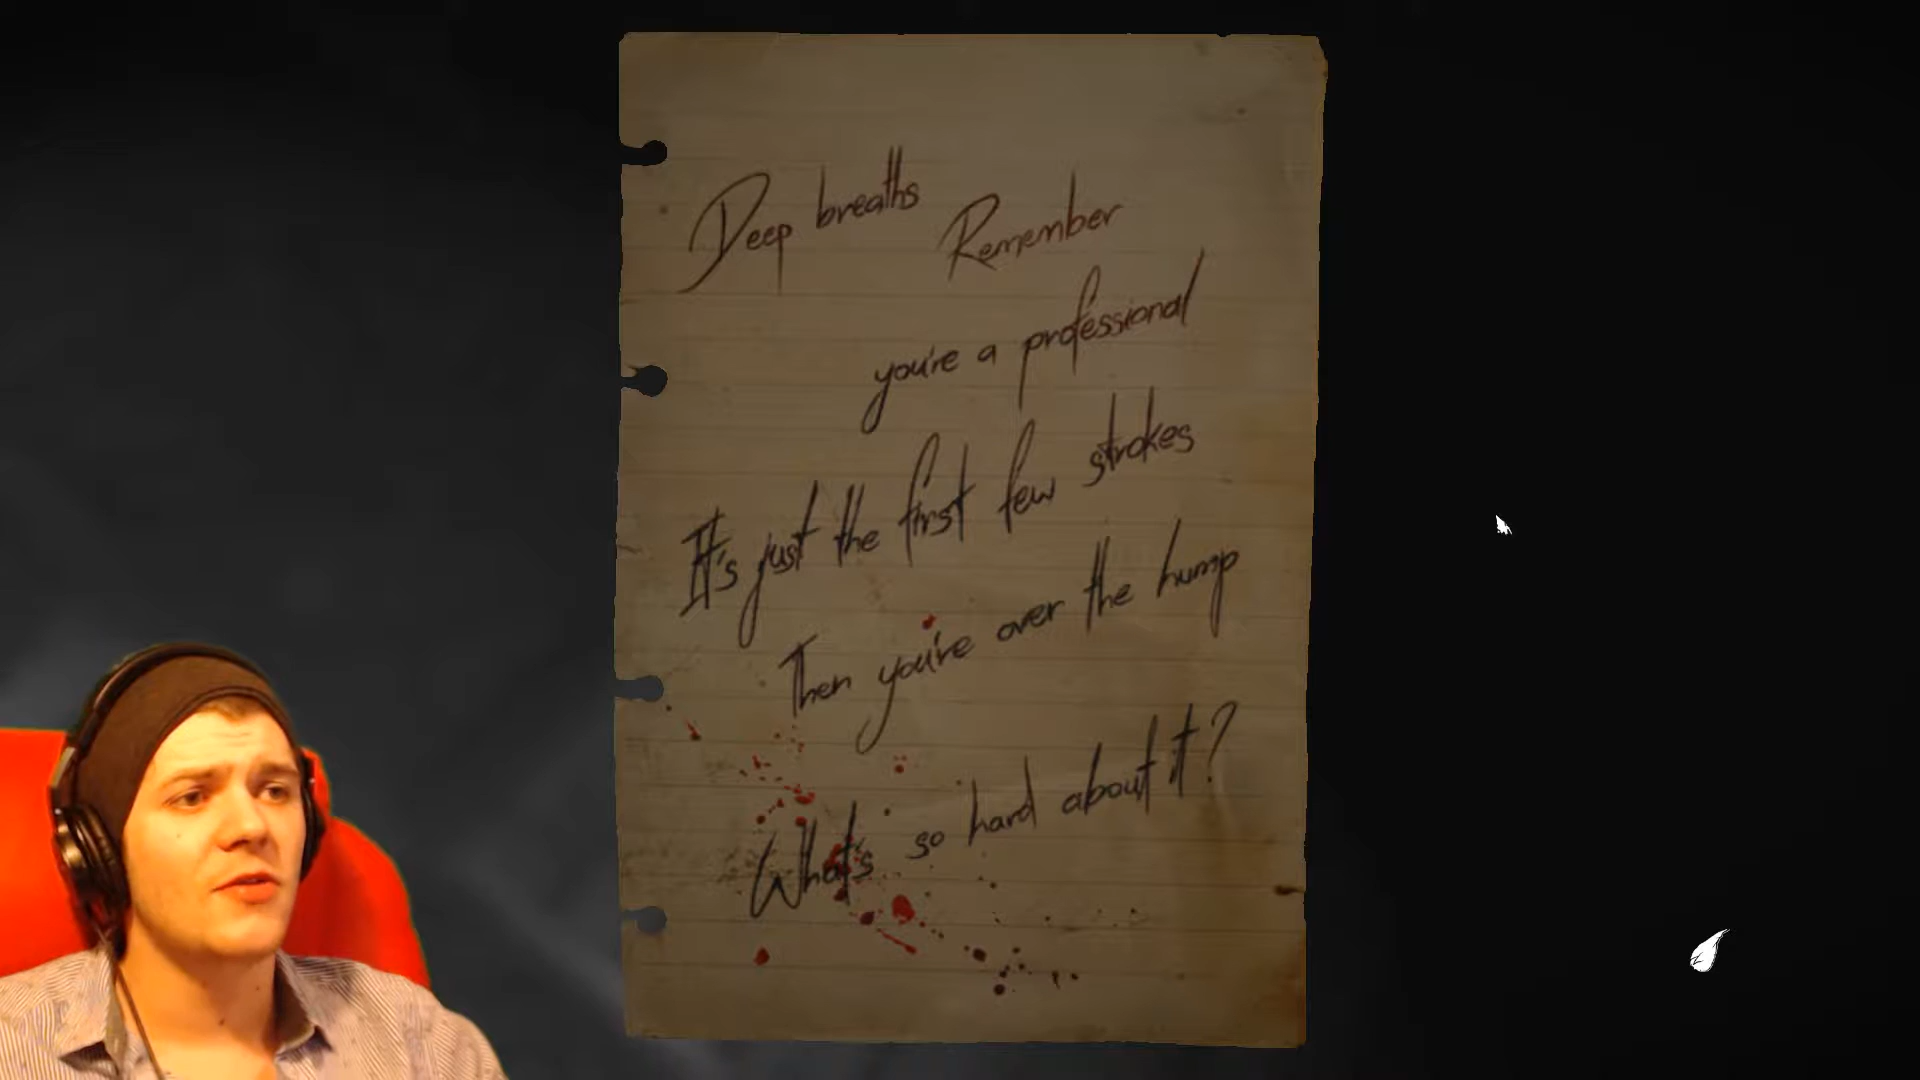 Deep breaths Remember
you're a professional
It's just the first few strokes
Then you're over the hump
What's so hard about it?